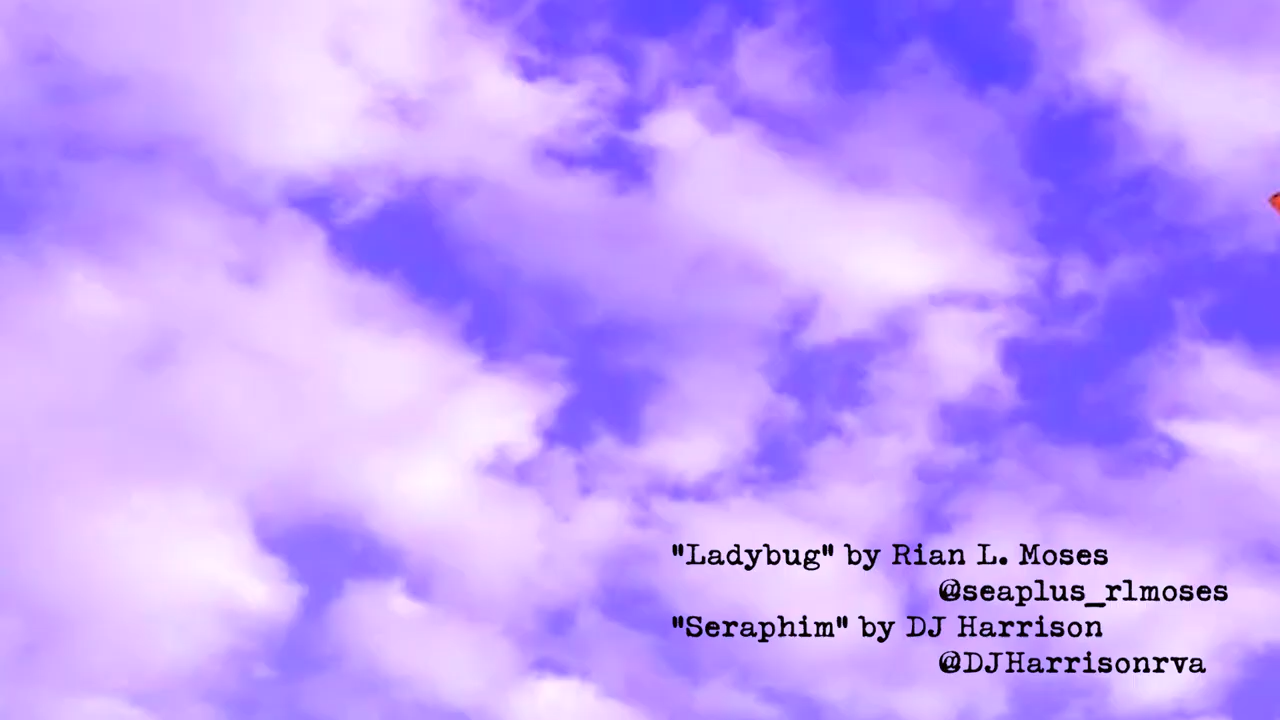 "Ladybug" by Rian L. Moses
@seaplus_rlmoses
"Seraphim" by DJ Harrison
@DJHarrisonrva